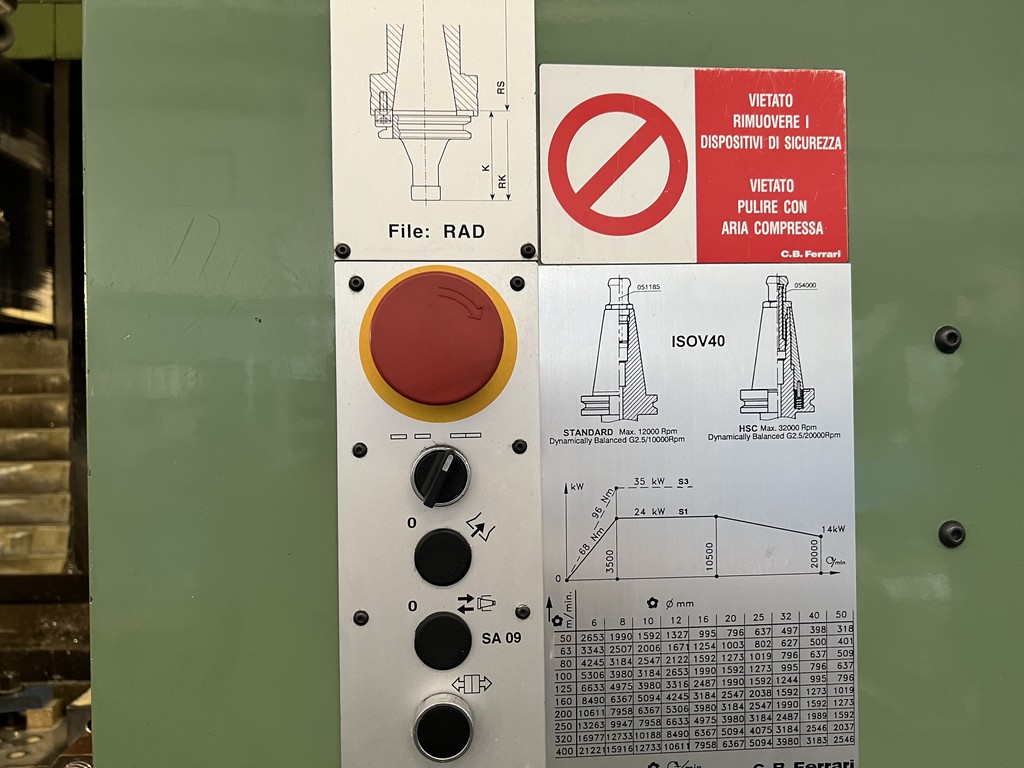 RS
K
RK
File: RAD
VIETATO
RIMUOVERE I
DISPOSITIVI DI SICUREZZA
VIETATO
PULIRE CON
ARIA COMPRESSA
C.B. Ferrari
0
0
SA 09
OS1185
OS4000
ISOV40
STANDARD Max. 12000 Rpm
Dynamically Balanced G2.5/10000Rpm
HSC Max. 32000 Rpm
Dynamically Balanced G2.5/20000Rpm
kW
35 kW S3
96 Nm
24 kW S1
68 Nm
14kW
3500
10500
20000
/min
0
m/min.
mm
6 8 10 12 16 20 25 32 40 50
50 2653 1990 1592 1327 995 796 637 497 398 318
63 3343 2507 2006 1671 1254 1003 802 627 500 401
80 4245 3184 2547 2122 1592 1273 1019 796 637 509
100 5306 3980 3184 2653 1990 1592 1273 995 796 637
125 6633 4975 3980 3316 2487 1990 1592 1244 995 796
160 8490 6367 5094 4245 3184 2547 2038 1592 1273 1019
200 10611 7958 6367 5306 3980 3184 2547 1990 1592 1273
250 13263 9947 7958 6633 4975 3980 3184 2487 1989 1592
320 16977 12733 10188 8490 6367 5094 4075 3184 2546 2037
400 21221 15916 12733 10611 7958 6367 5094 3980 3183 2546
/min.
C.B. Ferrari